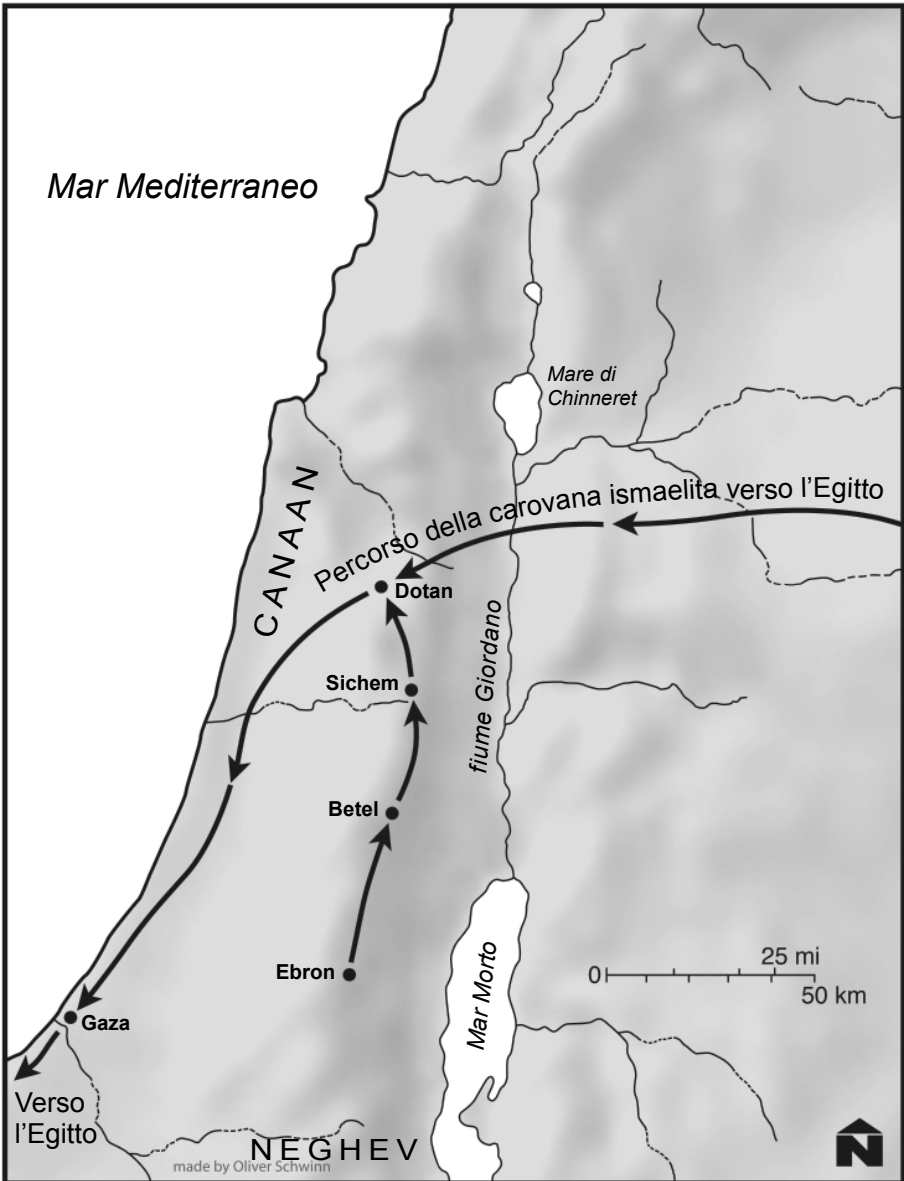 Mar Mediterraneo
Mare di
Chinneret
CANAAN
Percorso della carovana ismaelita verso l’Egitto
Dotan
Sichem
fiume Giordano
Betel
Ebron
Mar Morto
25 mi
0
50 km
Gaza
Verso
l’Egitto
NEGHEV
made by Oliver Schwinn
N